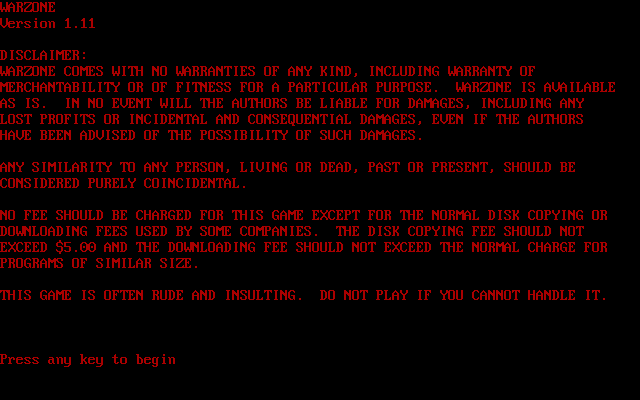 WARZONE
Version 1.11
DISCLAIMER:
WARZONE COMES WITH NO WARRANTIES OF ANY KIND, INCLUDING WARRANTY OF
MERCHANTABILITY OR OF FITNESS FOR A PARTICULAR PURPOSE.  WARZONE IS AVAILABLE
AS IS.  IN NO EVENT WILL THE AUTHORS BE LIABLE FOR DAMAGES, INCLUDING ANY
LOST PROFITS OR INCIDENTAL AND CONSEQUENTIAL DAMAGES, EVEN IF THE AUTHORS
HAVE BEEN ADVISED OF THE POSSIBILITY OF SUCH DAMAGES.
ANY SIMILARITY TO ANY PERSON, LIVING OR DEAD, PAST OR PRESENT, SHOULD BE
CONSIDERED PURELY COINCIDENTAL.
NO FEE SHOULD BE CHARGED FOR THIS GAME EXCEPT FOR THE NORMAL DISK COPYING OR
DOWNLOADING FEES USED BY SOME COMPANIES.  THE DISK COPYING FEE SHOULD NOT
EXCEED $5.00 AND THE DOWNLOADING FEE SHOULD NOT EXCEED THE NORMAL CHARGE FOR
PROGRAMS OF SIMILAR SIZE.
THIS GAME IS OFTEN RUDE AND INSULTING.  DO NOT PLAY IF YOU CANNOT HANDLE IT.
Press any key to begin